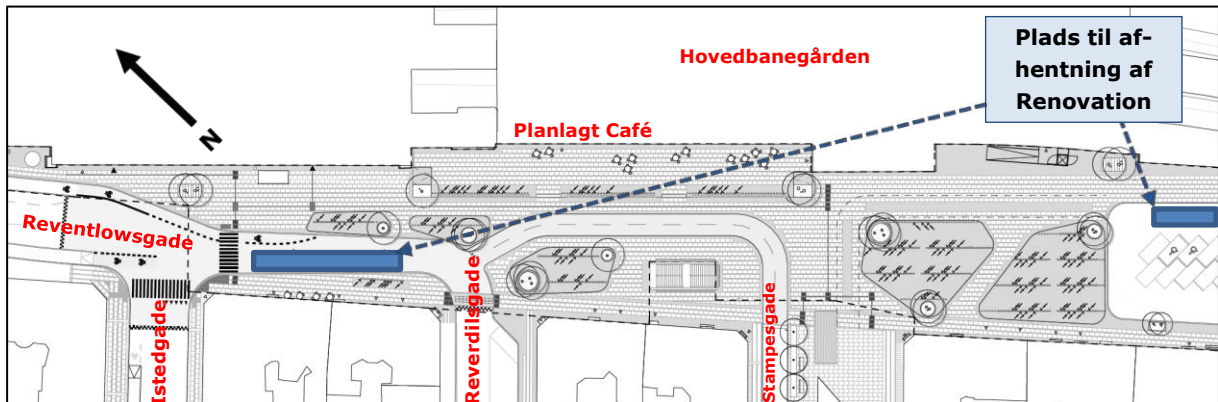 Plads til af-
hentning af
Renovation
Hovedbanegården
N
Planlagt Café
Reventlowsgade
Istedgade
Reverdilsgade
Stampesgade